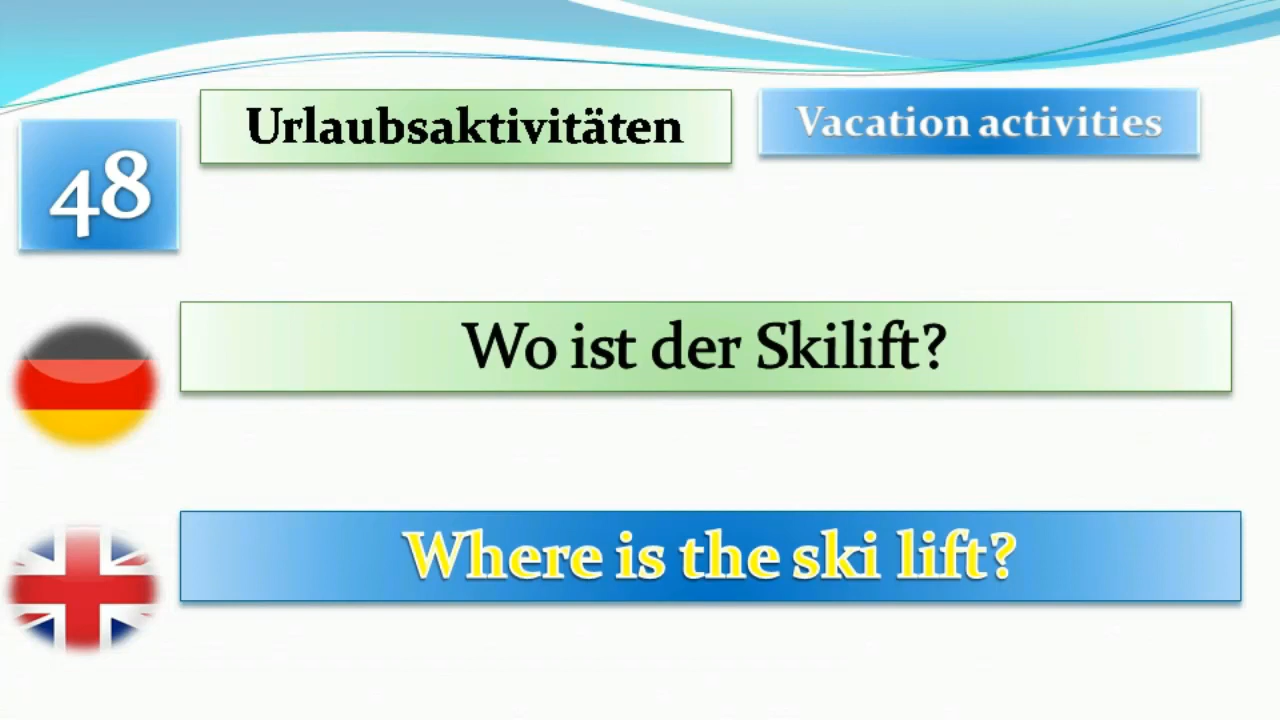 Urlaubsaktivitäten
Vacation activities
48
Wo ist der Skilift?
Where is the ski lift?